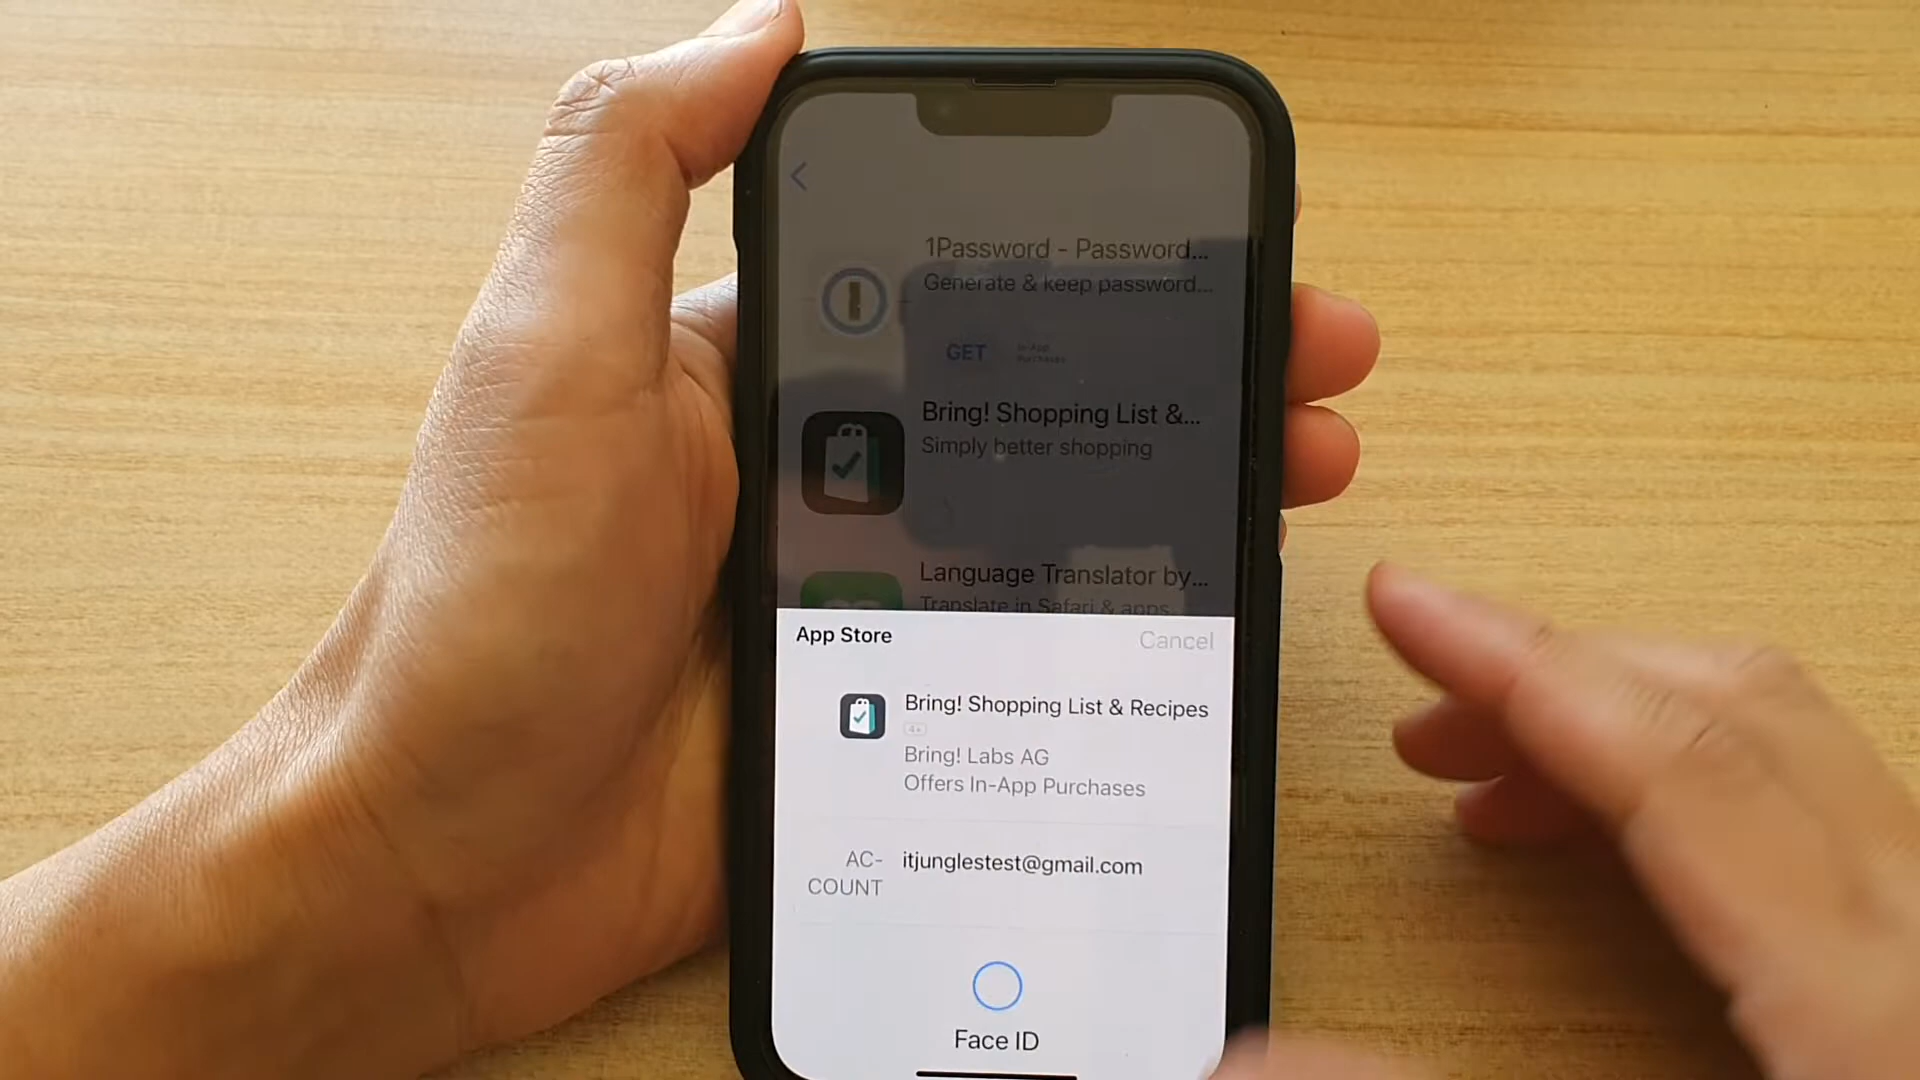 1Password - Password...
Generate & keep password...
GET
In-App
Purchases
Bring! Shopping List &...
Simply better shopping
Language Translator by...
Translate in Safari & apps.
App Store
Cancel
Bring! Shopping List & Recipes
4+
Bring! Labs AG
Offers In-App Purchases
AC-
COUNT
itjunglestest@gmail.com
Face ID